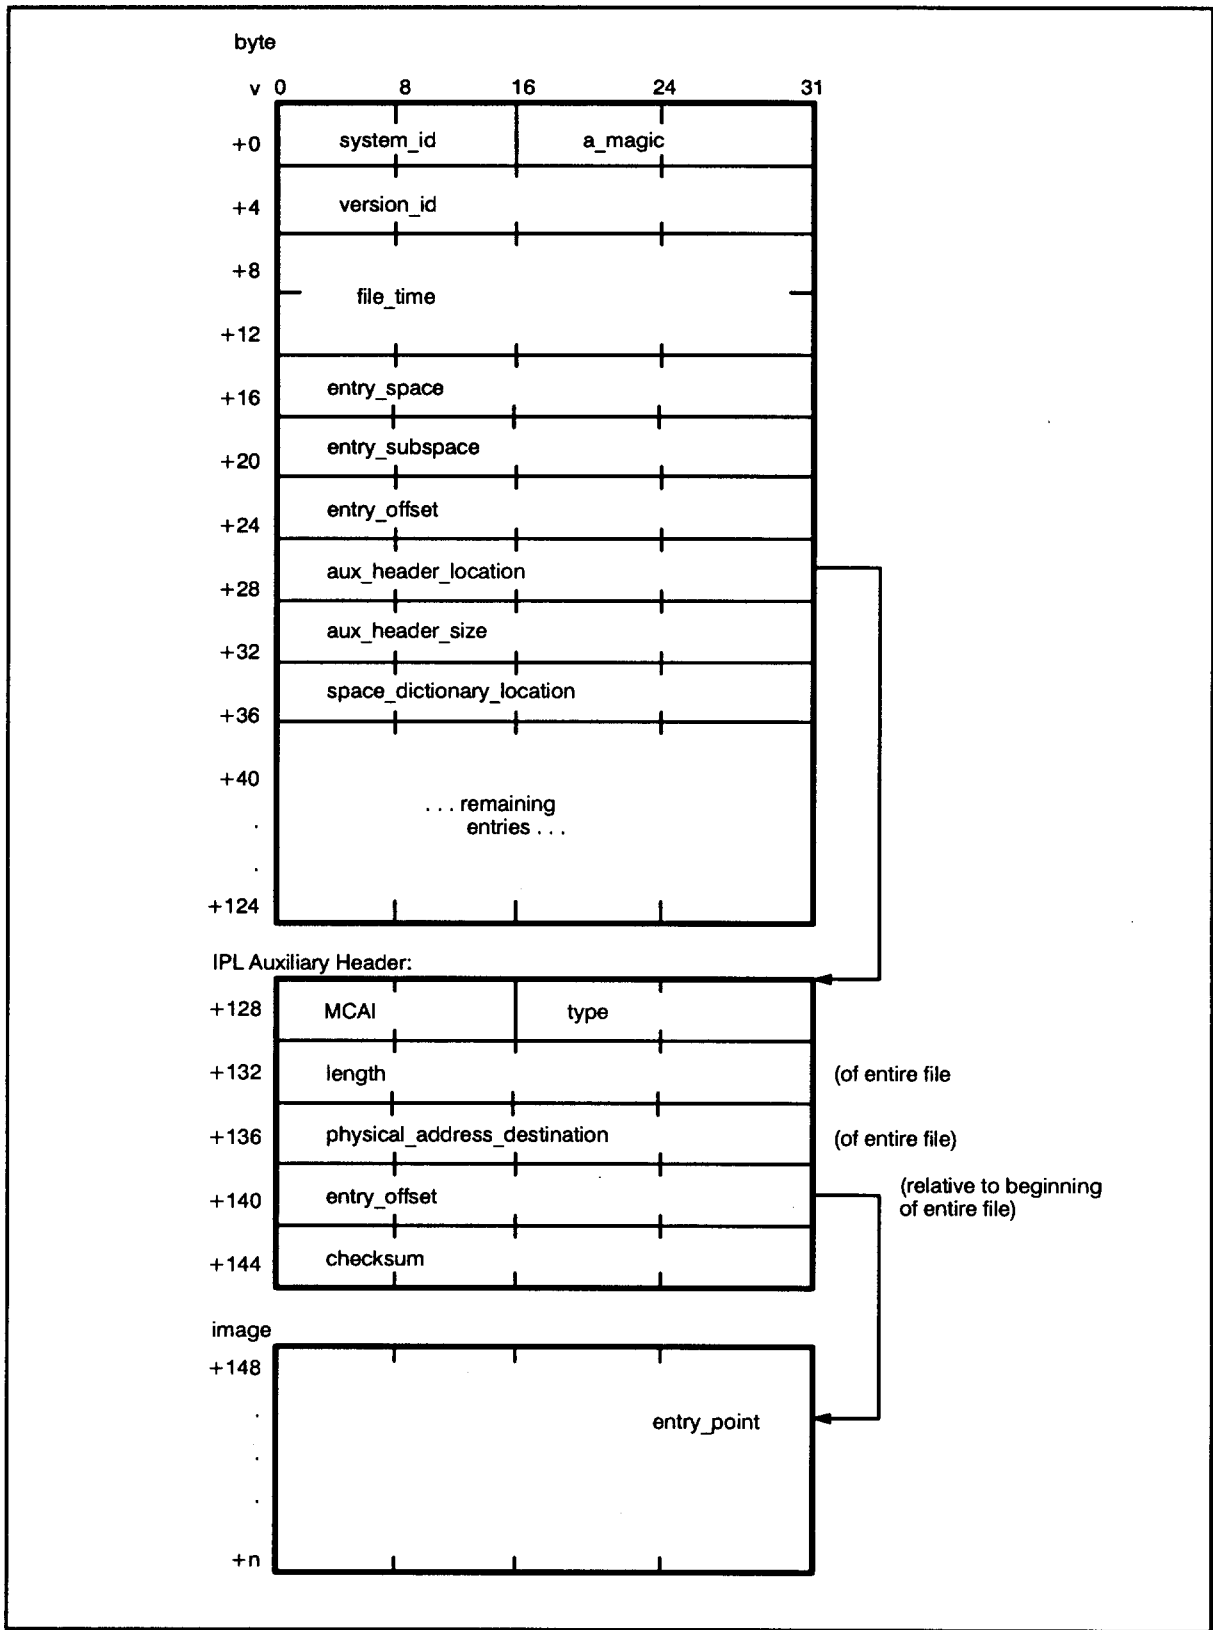 byte
v 0 8 16 24 31
+0 system_id a_magic
+4 version_id
+8
file_time
+12
+16 entry_space
+20 entry_subspace
+24 entry_offset
+28 aux_header_location
+32 aux_header_size
+36 space_dictionary_location
+40
. . . remaining
. entries . . .
.
+124
IPL Auxiliary Header:
+128 MCAI type
+132 length (of entire file
+136 physical_address_destination (of entire file)
+140 entry_offset (relative to beginning
of entire file)
+144 checksum
image
+148
. entry_point
.
.
+n